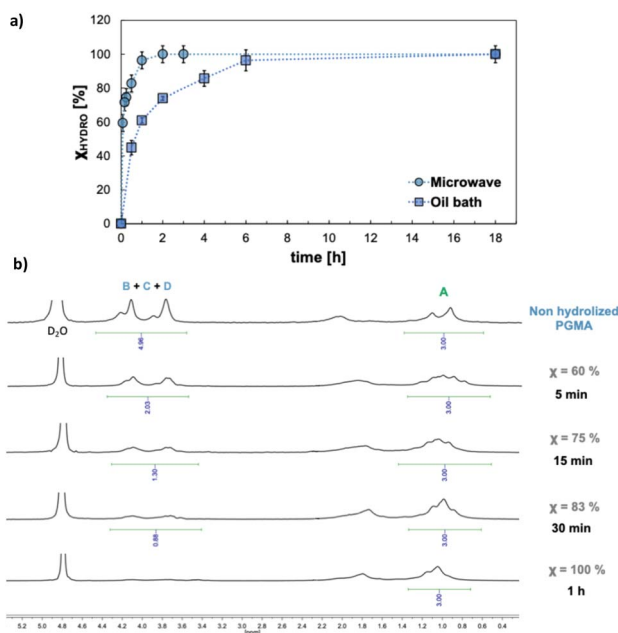 a)
χHYDRO [%]
120
100
80
60
40
20
0
0 2 4 6 8 10 12 14 16 18
time [h]
Microwave
Oil bath
b)
B + C + D
A
D2O
4.96
3.00
Non hydrolized
PGMA
2.03
3.00
χ = 60 %
5 min
1.30
3.00
χ = 75 %
15 min
0.88
3.00
χ = 83 %
30 min
3.00
χ = 100 %
1 h
5.2 4.8 4.4 4.0 3.8 3.6 3.4 3.2 3.0 2.8 2.6 2.4 2.2 2.0 1.8 1.6 1.4 1.2 1.0 0.8 0.6 0.4